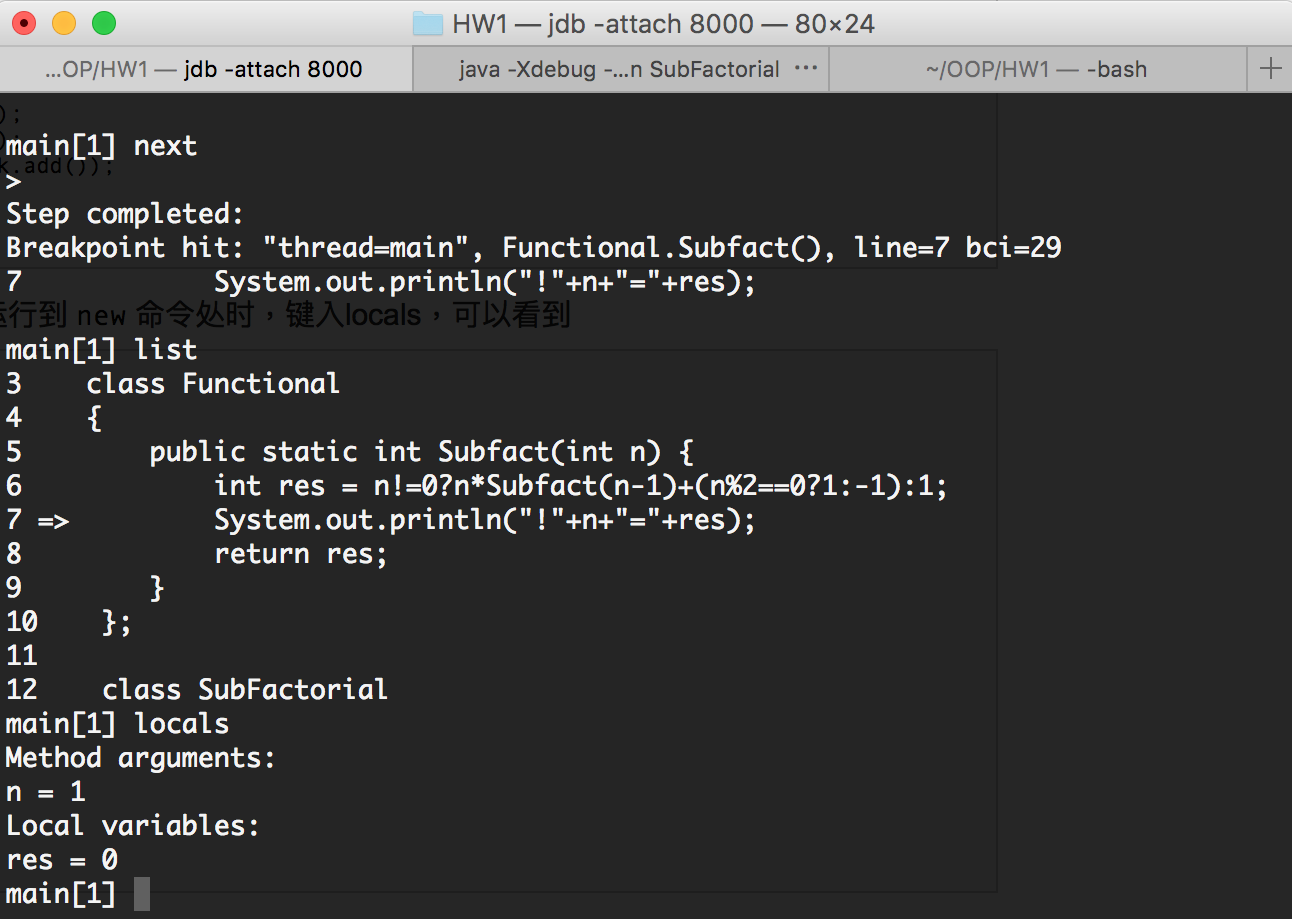 HW1 — jdb -attach 8000 — 80×24
...OP/HW1 — jdb -attach 8000
java -Xdebug -...n SubFactorial ···
~/OOP/HW1 — -bash
);
main[1] next
k.add());
>
Step completed:
Breakpoint hit: "thread=main", Functional.Subfact(), line=7 bci=29
7            System.out.println("!"+n+"="+res);
运行到 new 命令处时，键入locals，可以看到
main[1] list
3    class Functional
4    {
5        public static int Subfact(int n) {
6            int res = n!=0?n*Subfact(n-1)+(n%2==0?1:-1):1;
7 =>         System.out.println("!"+n+"="+res);
8            return res;
9        }
10    };
11
12    class SubFactorial
main[1] locals
Method arguments:
n = 1
Local variables:
res = 0
main[1]